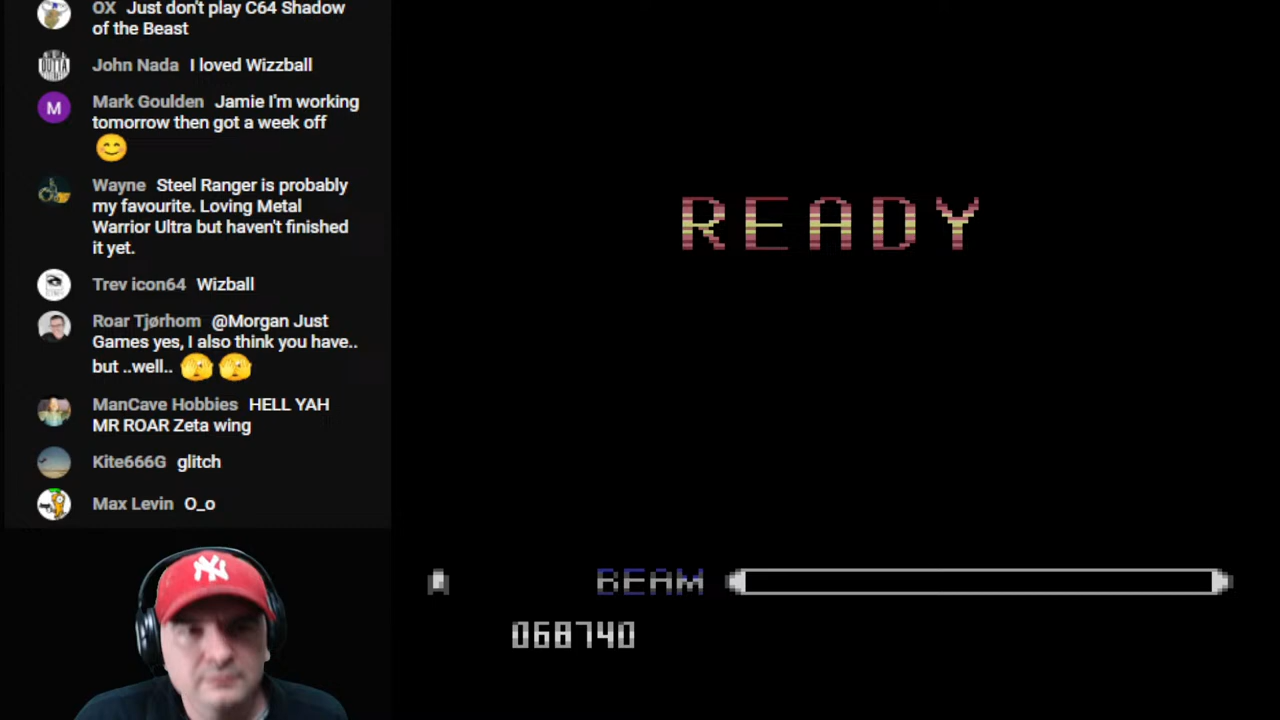 OX Just don't play C64 Shadow
of the Beast
John Nada I loved Wizzball
M
Mark Goulden Jamie I'm working
tomorrow then got a week off
Wayne Steel Ranger is probably
my favourite. Loving Metal
Warrior Ultra but haven't finished
it yet.
Trev icon64 Wizball
Roar Tjørhom @Morgan Just
Games yes, I also think you have..
but ..well..
ManCave Hobbies HELL YAH
MR ROAR Zeta wing
Kite666G glitch
Max Levin O_o
READY
BEAM
068740
NY